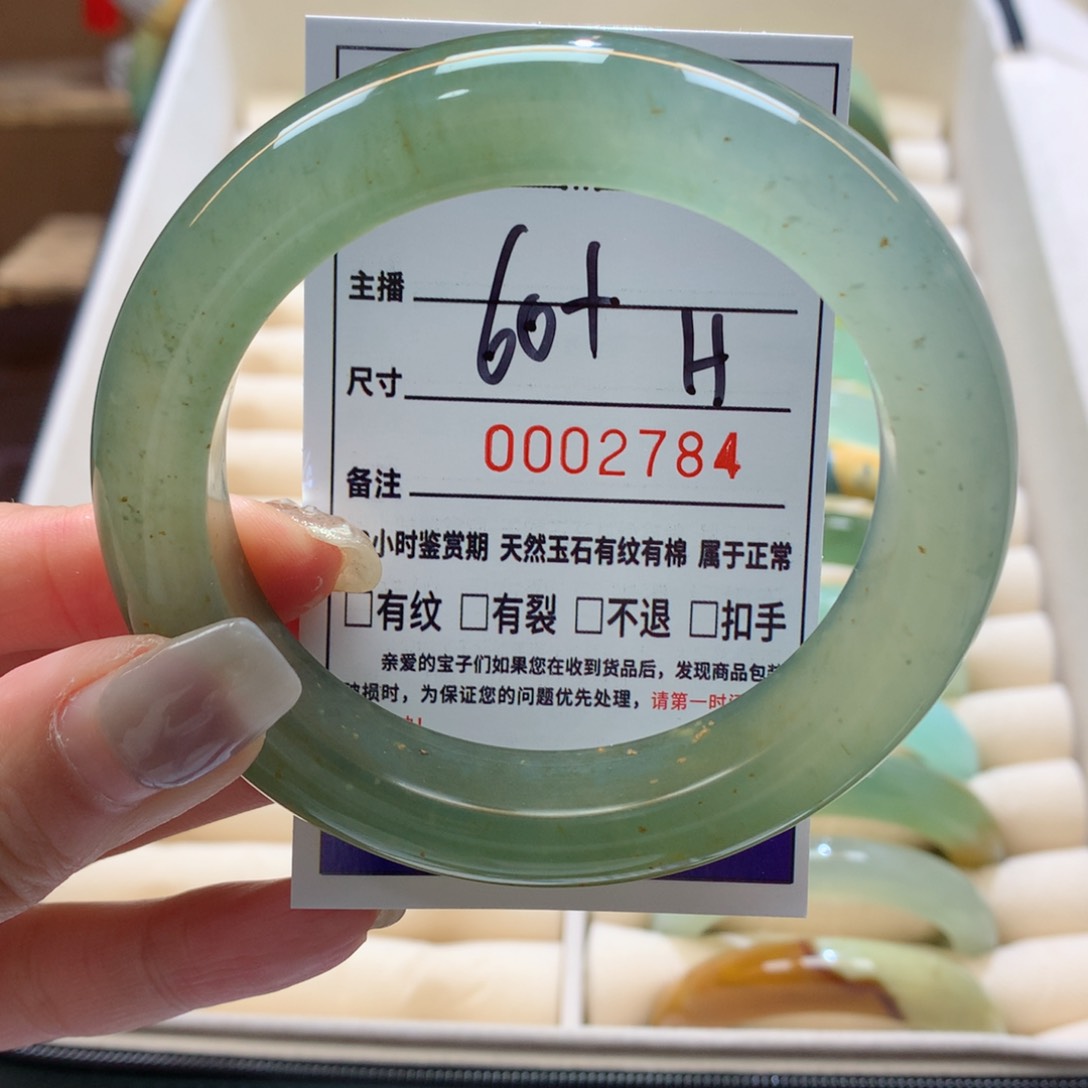 主播
60+ H
尺寸
0002784
备注
小时鉴赏期 天然玉石有纹有棉 属于正常
□有纹 □有裂 □不退 □扣手
亲爱的宝子们如果您在收到货品后，发现商品包
破损时，为保证您的问题优先处理，请第一时